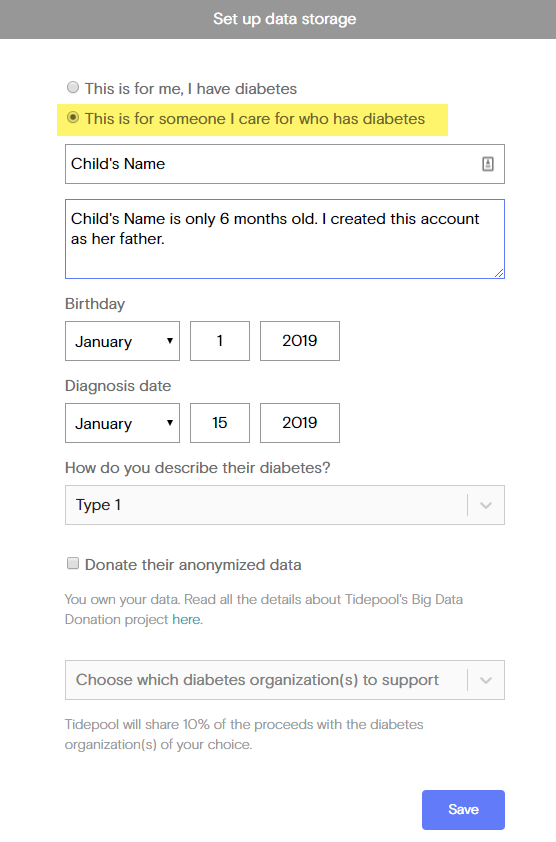 Set up data storage
This is for me, I have diabetes
This is for someone I care for who has diabetes
Child's Name
Child's Name is only 6 months old. I created this account
as her father.
Birthday
January 1 2019
Diagnosis date
January 15 2019
How do you describe their diabetes?
Type 1
Donate their anonymized data
You own your data. Read all the details about Tidepool's Big Data
Donation project here.
Choose which diabetes organization(s) to support
Tidepool will share 10% of the proceeds with the diabetes
organization(s) of your choice.
Save